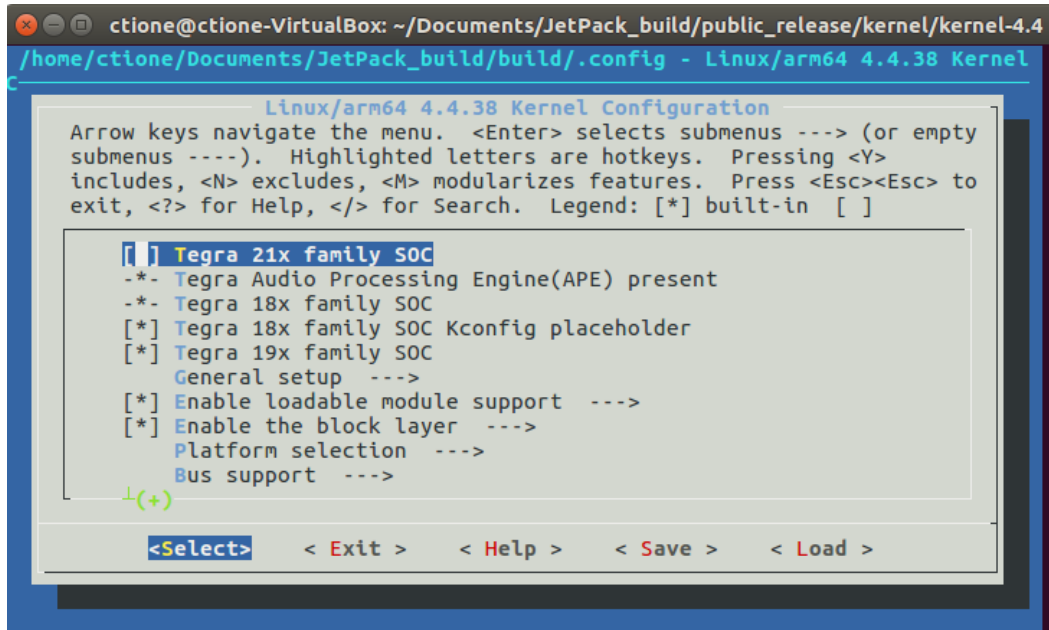 ctione@ctione-VirtualBox: ~/Documents/JetPack_build/public_release/kernel/kernel-4.4
/home/ctione/Documents/JetPack_build/build/.config - Linux/arm64 4.4.38 Kernel
C
Linux/arm64 4.4.38 Kernel Configuration
Arrow keys navigate the menu.  <Enter> selects submenus ---> (or empty
submenus ----).  Highlighted letters are hotkeys.  Pressing <Y>
includes, <N> excludes, <M> modularizes features.  Press <Esc><Esc> to
exit, <?> for Help, </> for Search.  Legend: [*] built-in  [ ]
[ ] Tegra 21x family SOC
-*- Tegra Audio Processing Engine(APE) present
-*- Tegra 18x family SOC
[*] Tegra 18x family SOC Kconfig placeholder
[*] Tegra 19x family SOC
General setup  --->
[*] Enable loadable module support  --->
[*] Enable the block layer  --->
Platform selection  --->
Bus support  --->
┴(+)
<Select>    < Exit >    < Help >    < Save >    < Load >